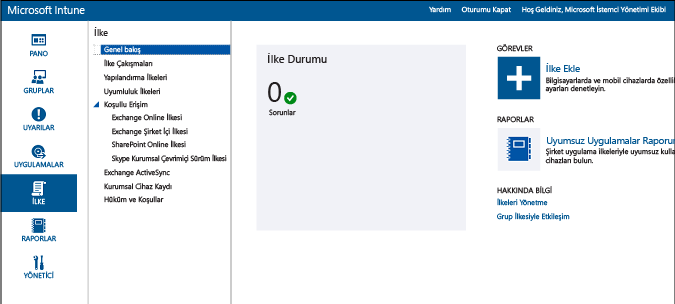 Microsoft Intune
Yardım Oturumu Kapat Hoş Geldiniz, Microsoft İstemci Yönetimi Ekibi
PANO
GRUPLAR
UYARILAR
UYGULAMALAR
İLKE
RAPORLAR
YÖNETİCİ
İlke
Genel bakış
İlke Çakışmaları
Yapılandırma İlkeleri
Uyumluluk İlkeleri
Koşullu Erişim
Exchange Online İlkesi
Exchange Şirket İçi İlkesi
SharePoint Online İlkesi
Skype Kurumsal Çevrimiçi Sürüm İlkesi
Exchange ActiveSync
Kurumsal Cihaz Kaydı
Hüküm ve Koşullar
İlke Durumu
0
Sorunlar
GÖREVLER
İlke Ekle
Bilgisayarlarda ve mobil cihazlarda özelli
ayarları denetleyin.
RAPORLAR
Uyumsuz Uygulamalar Raporu
Şirket uygulama ilkeleriyle uyumsuz kulla
cihazları bulun.
HAKKINDA BİLGİ
İlkeleri Yönetme
Grup İlkesiyle Etkileşim